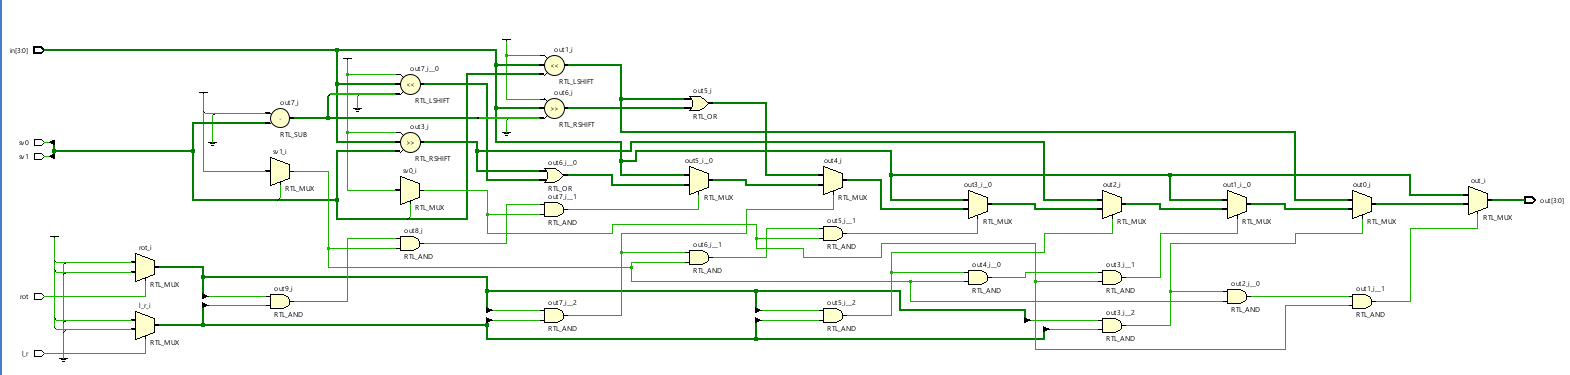 in[3:0]
out1_i
<<
RTL_LSHIFT
out7_i__0
<<
RTL_LSHIFT
out6_i
>>
RTL_RSHIFT
out5_i
RTL_OR
out7_i
-
RTL_SUB
out3_i
>>
RTL_RSHIFT
sv0
sv1
sv1_i
RTL_MUX
sv0_i
RTL_MUX
out6_i__0
RTL_OR
out5_i__0
RTL_MUX
out4_i
RTL_MUX
out3_i__0
RTL_MUX
out2_i
RTL_MUX
out1_i__0
RTL_MUX
out0_i
RTL_MUX
out_i
RTL_MUX
out[3:0]
out7_i__1
RTL_AND
out8_i
RTL_AND
out5_i__1
RTL_AND
out6_i__1
RTL_AND
rot_i
RTL_MUX
rot
out9_i
RTL_AND
out4_i__0
RTL_AND
out3_i__1
RTL_AND
out2_i__0
RTL_AND
out1_i__1
RTL_AND
l_r_i
RTL_MUX
l_r
out7_i__2
RTL_AND
out5_i__2
RTL_AND
out3_i__2
RTL_AND